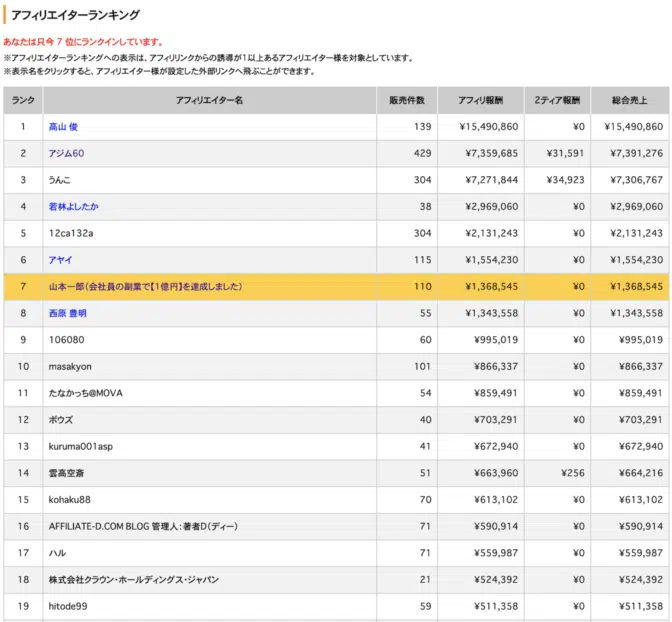 アフィリエイターランキング
あなたは只今 7 位にランクインしています。
※アフィリエイターランキングへの表示は、アフィリリンクからの誘導が1以上あるアフィリエイター様を対象としています。
※表示名をクリックすると、アフィリエイター様が設定した外部リンクへ飛ぶことができます。
ランク アフィリエイター名 販売件数 アフィリ報酬 2ティア報酬 総合売上
1 高山 俊 139 ¥15,490,860 ¥0 ¥15,490,860
2 アジム60 429 ¥7,359,685 ¥31,591 ¥7,391,276
3 うんこ 304 ¥7,271,844 ¥34,923 ¥7,306,767
4 若林よしたか 38 ¥2,969,060 ¥0 ¥2,969,060
5 12ca132a 304 ¥2,131,243 ¥0 ¥2,131,243
6 アヤイ 115 ¥1,554,230 ¥0 ¥1,554,230
7 山本一郎(会社員の副業で【1億円】を達成しました) 110 ¥1,368,545 ¥0 ¥1,368,545
8 西原 豊明 55 ¥1,343,558 ¥0 ¥1,343,558
9 106080 60 ¥995,019 ¥0 ¥995,019
10 masakyon 101 ¥866,337 ¥0 ¥866,337
11 たなかっち@MOVA 54 ¥859,491 ¥0 ¥859,491
12 ボウズ 40 ¥703,291 ¥0 ¥703,291
13 kuruma001asp 41 ¥672,940 ¥0 ¥672,940
14 雲高空斎 51 ¥663,960 ¥256 ¥664,216
15 kohaku88 70 ¥613,102 ¥0 ¥613,102
16 AFFILIATE-D.COM BLOG 管理人:著者D(ディー) 71 ¥590,914 ¥0 ¥590,914
17 ハル 71 ¥559,987 ¥0 ¥559,987
18 株式会社クラウン・ホールディングス・ジャパン 21 ¥524,392 ¥0 ¥524,392
19 hitode99 59 ¥511,358 ¥0 ¥511,358